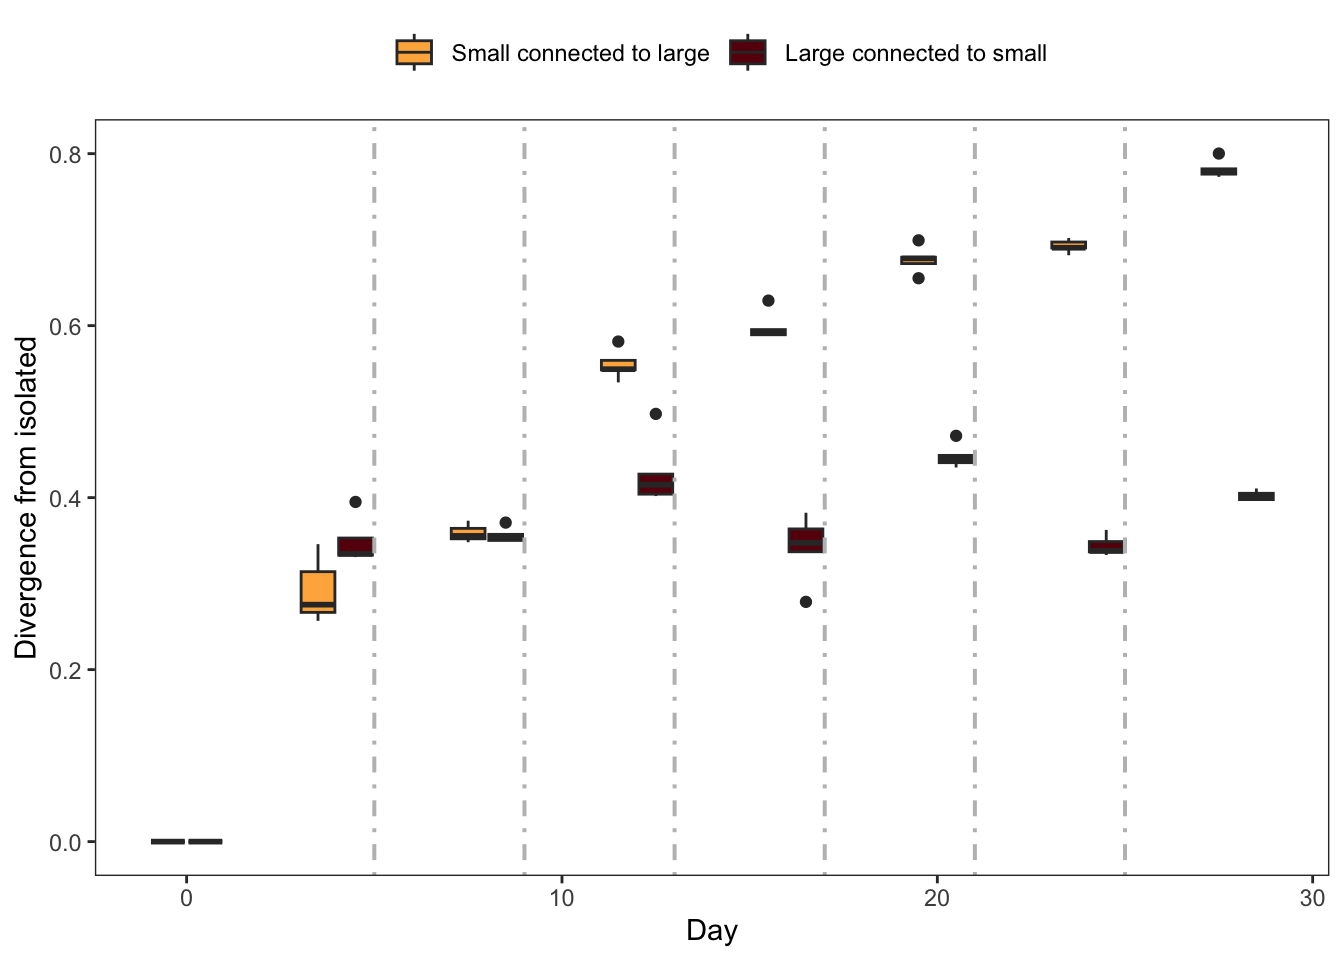 Small connected to large
Large connected to small
Divergence from isolated
0.8
0.6
0.4
0.2
0.0
0
10
20
30
Day